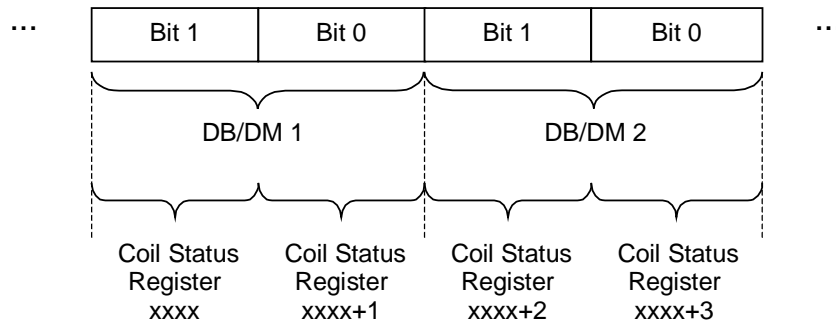 ... Bit 1 Bit 0 Bit 1 Bit 0 ..
DB/DM 1 DB/DM 2
Coil Status Coil Status Coil Status Coil Status
Register Register Register Register
xxxx xxxx+1 xxxx+2 xxxx+3